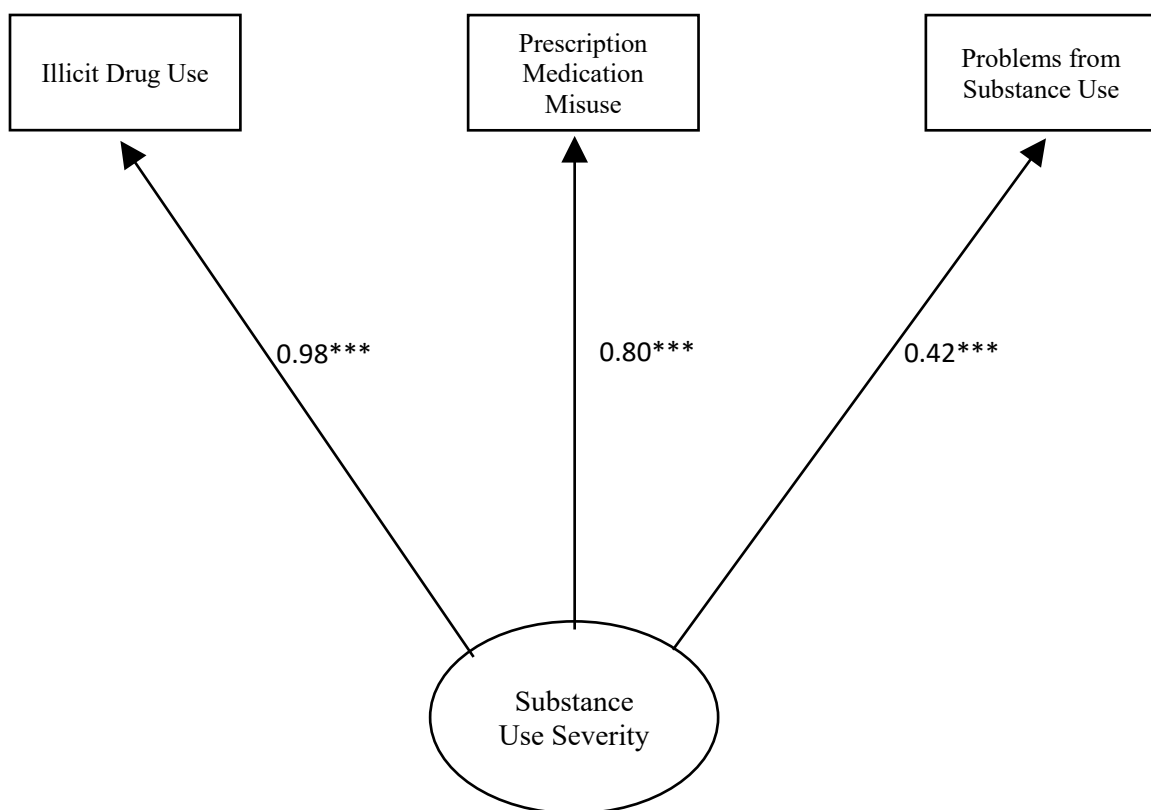 Illicit Drug Use
Prescription
Medication
Misuse
Problems from
Substance Use
0.98***
0.80***
0.42***
Substance
Use Severity